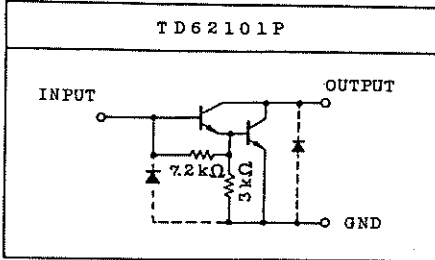 TD62101P
INPUT
OUTPUT
7.2kΩ
3kΩ
GND